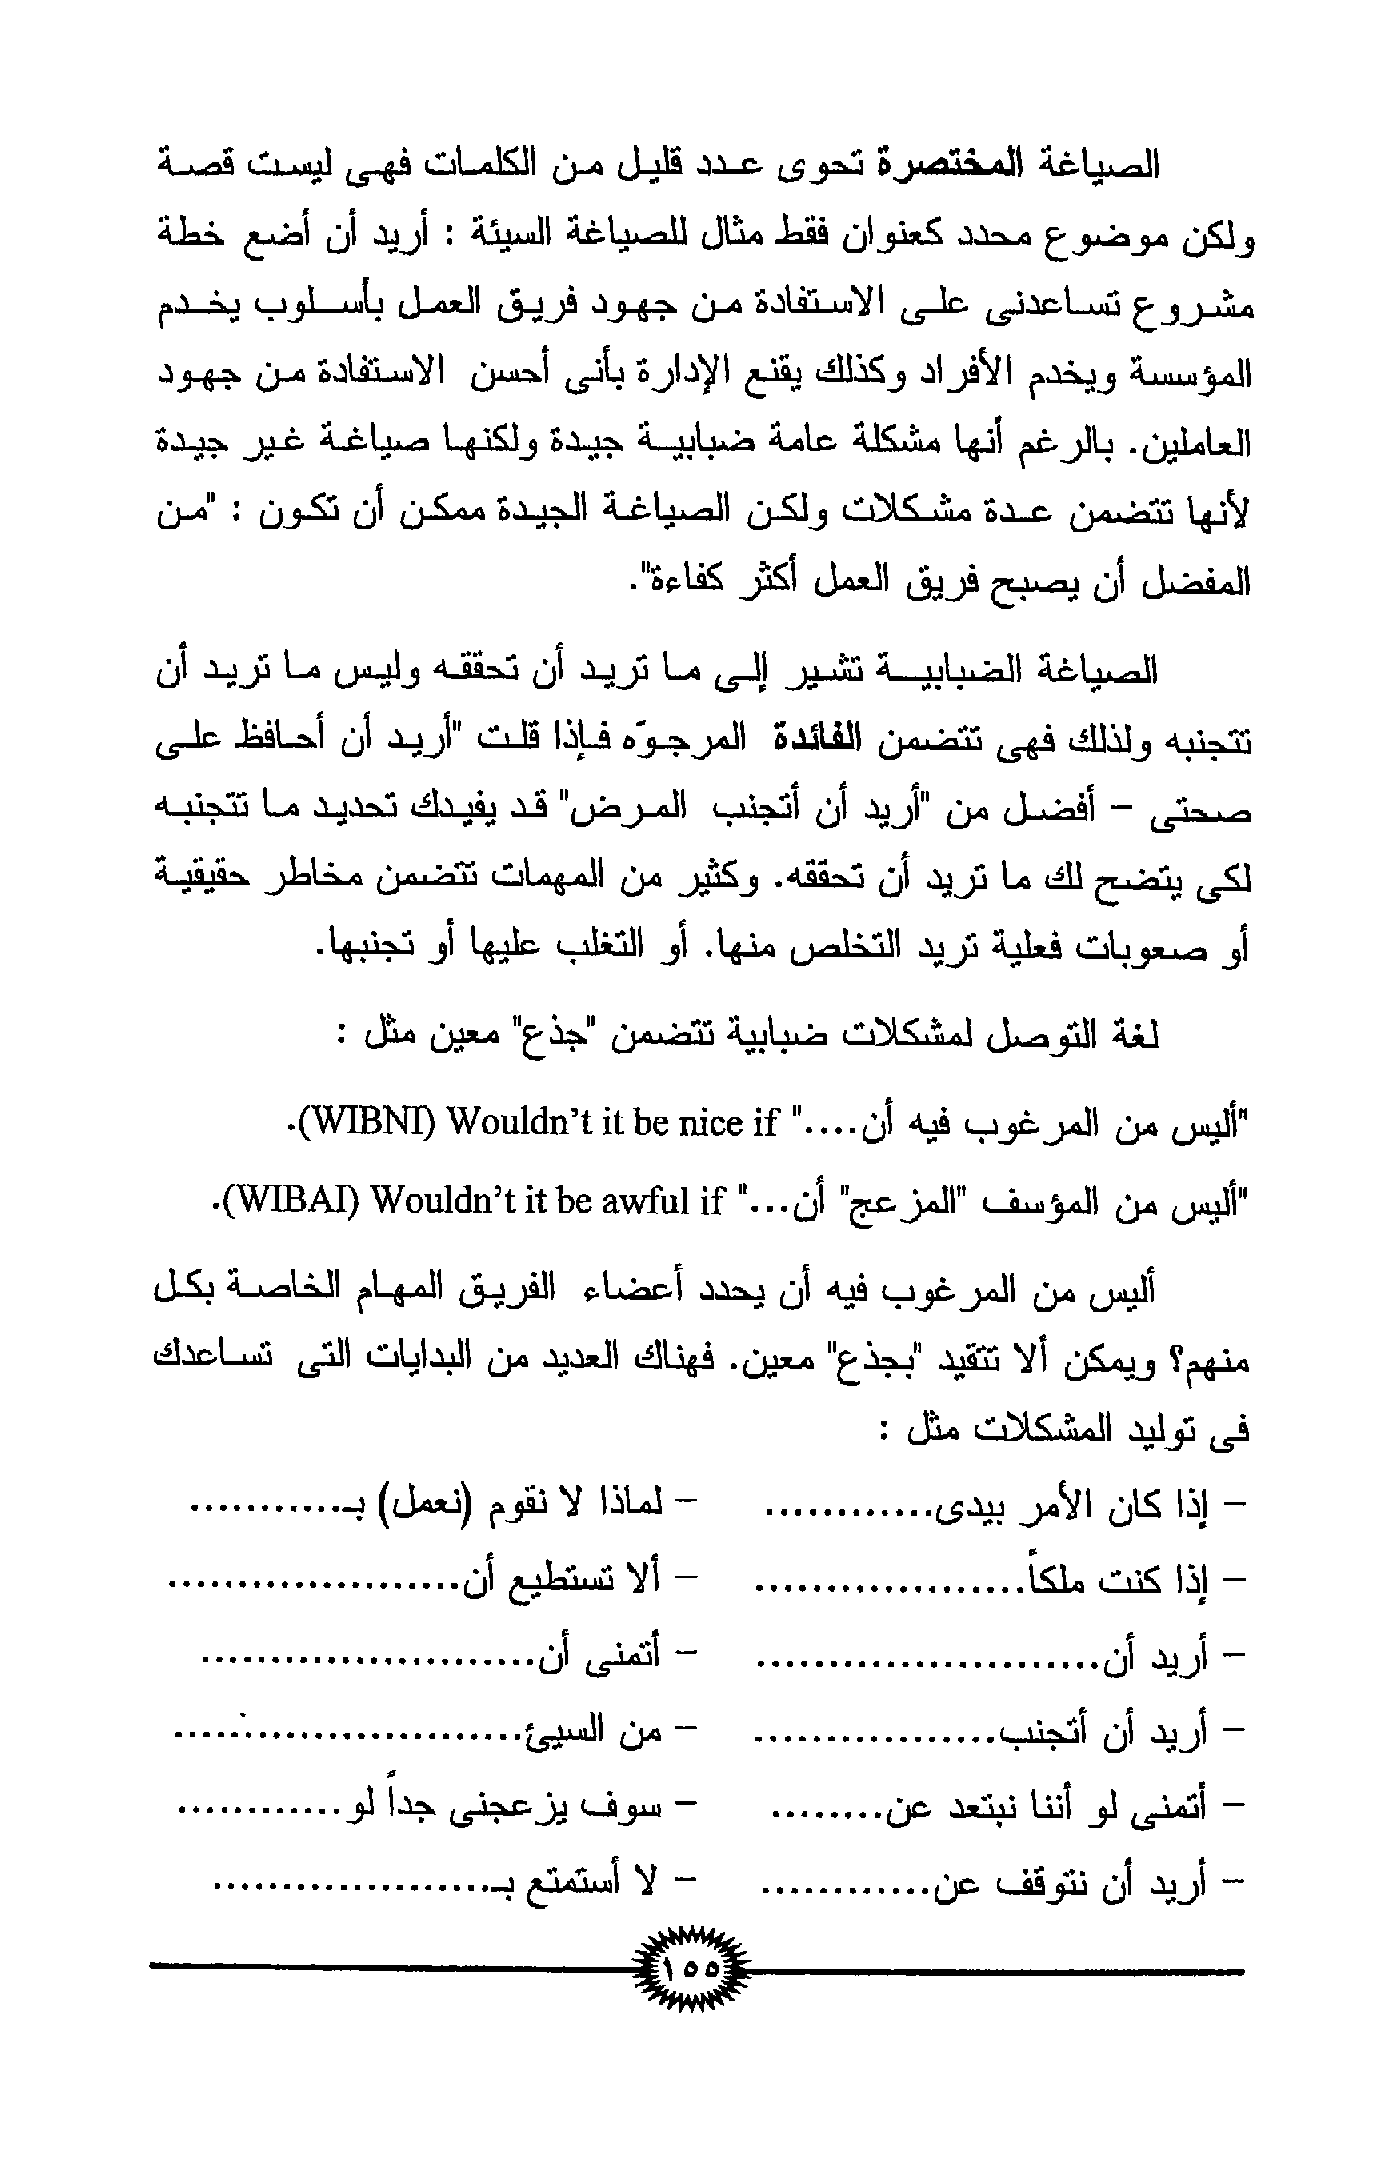 الصياغة المختصرة تحوى عدد قليل من الكلمات فهى ليست قصة
ولكن موضوع محدد كعنوان فقط مثال للصياغة السيئة : أريد أن أضع خطة
مشروع تساعدنى على الاستفادة من جهود فريق العمل بأسلوب يخدم
المؤسسة ويخدم الأفراد وكذلك يقنع الإدارة بأنى أحسن الاستفادة من جهود
العاملين. بالرغم أنها مشكلة عامة ضبابية جيدة ولكنها صياغة غير جيدة
لأنها تتضمن عدة مشكلات ولكن الصياغة الجيدة ممكن أن تكون : "من
المفضل أن يصبح فريق العمل أكثر كفاءة".
الصياغة الضبابية تشير إلى ما تريد أن تحققه وليس ما تريد أن
تتجنبه ولذلك فهى تتضمن الفائدة المرجوّه فإذا قلت "أريد أن أحافظ على
صحتى – أفضل من "أريد أن أتجنب المرض" قد يفيدك تحديد ما تتجنبه
لكى يتضح لك ما تريد أن تحققه. وكثير من المهمات تتضمن مخاطر حقيقية
أو صعوبات فعلية تريد التخلص منها. أو التغلب عليها أو تجنبها.
لغة التوصل لمشكلات ضبابية تتضمن "جذع" معين مثل :
"أليس من المرغوب فيه أن...." Wouldn't it be nice if (WIBNI).
"أليس من المؤسف "المزعج" أن..." Wouldn't it be awful if (WIBAI).
أليس من المرغوب فيه أن يحدد أعضاء الفريق المهام الخاصة بكل
منهم؟ ويمكن ألا تتقيد "بجذع" معين. فهناك العديد من البدايات التى تساعدك
فى توليد المشكلات مثل :
– إذا كان الأمر بيدى............ – لماذا لا نقوم (نعمل) بـ...........
– إذا كنت ملكاً................... – ألا تستطيع أن.....................
– أريد أن........................ – أتمنى أن........................
– أريد أن أتجنب................. – من السيئ.........................
– أتمنى لو أننا نبتعد عن........ – سوف يزعجنى جداً لو............
– أريد أن نتوقف عن............ – لا أستمتع بـ....................
١٥٥